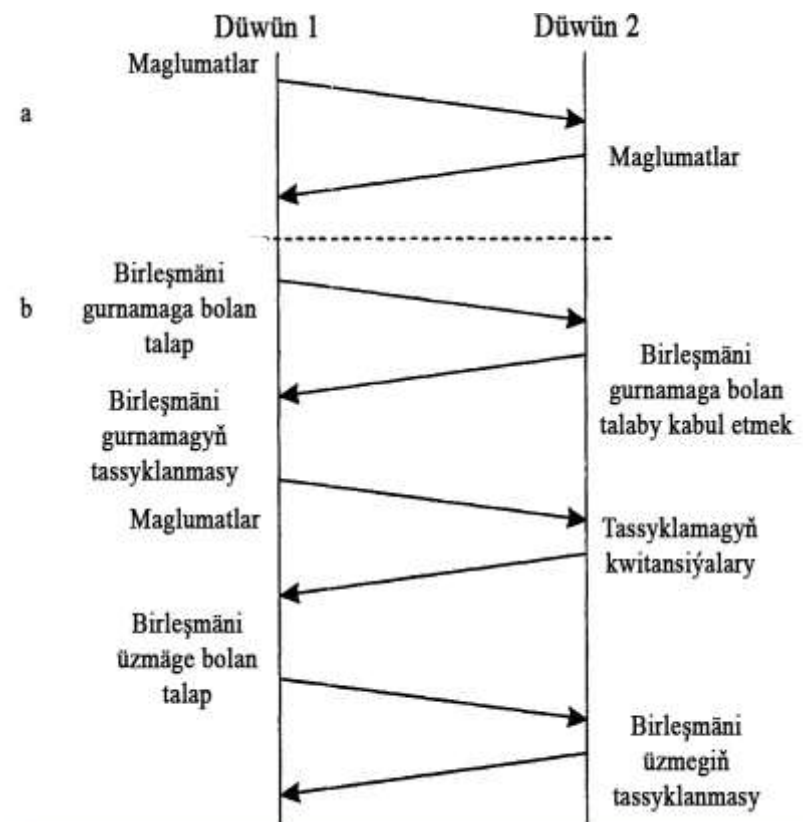 Düwün 1
Düwün 2
Maglumatlar
a
Maglumatlar
b
Birleşmäni
gurnamaga bolan
talap
Birleşmäni
gurnamaga bolan
talaby kabul etmek
Birleşmäni
gurnamagyň
tassyklanmasy
Maglumatlar
Tassyklamagyň
kwitansiýalary
Birleşmäni
üzmäge bolan
talap
Birleşmäni
üzmegiň
tassyklanmasy